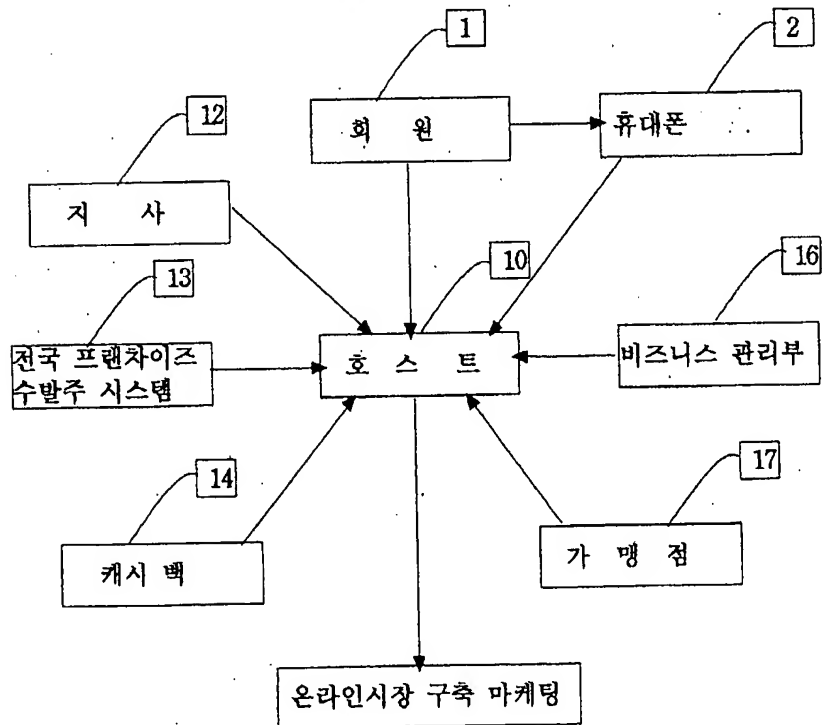 1
2
12
회 원
휴대폰
지 사
13
10
16
전국 프랜차이즈
수발주 시스템
호 스 트
비즈니스 관리부
14
17
캐시백
가 맹 점
온라인시장 구축 마케팅